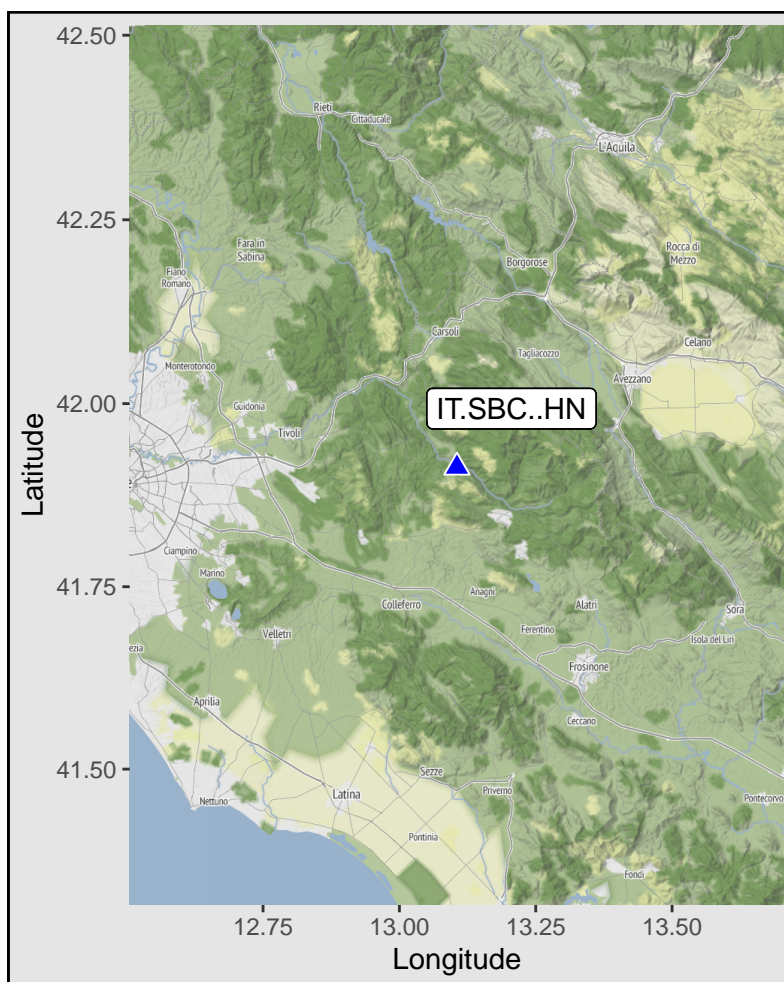 42.50
42.25
42.00
41.75
41.50
Latitude
12.75
13.00
13.25
13.50
Longitude
IT.SBC..HN
Rieti
Cittaducale
L'Aquila
Fara in
Sabina
Rocca di
Mezzo
Fiano
Romano
Borgorose
Carsoli
Celano
Tagliacozzo
Monterotondo
Avezzano
Guidonia
Tivoli
e
Ciampino
Marino
Anagni
Colleferro
Alatri
Sora
Velletri
Ferentino
Isola del Liri
ezia
Frosinone
Aprilia
Ceccano
Sezze
Priverno
Nettuno
Latina
Pontecorvo
Pontinia
Fondi